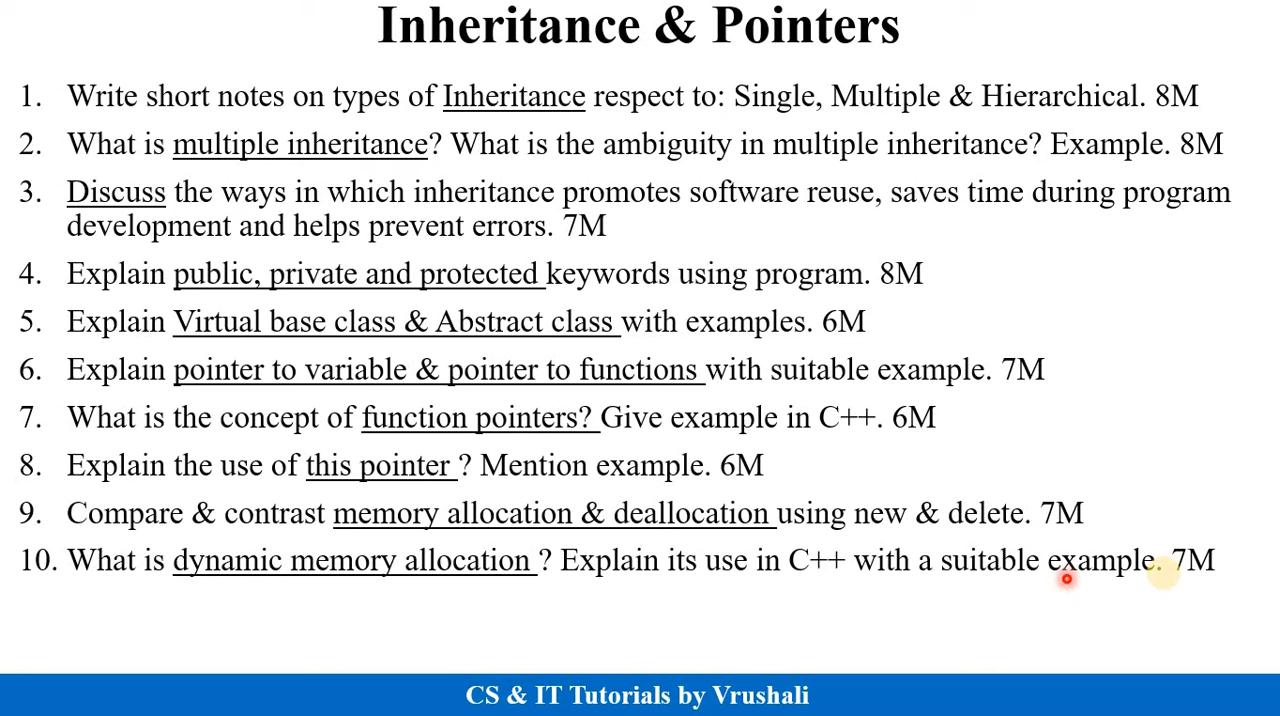 Inheritance & Pointers
1. Write short notes on types of Inheritance respect to: Single, Multiple & Hierarchical. 8M
2. What is multiple inheritance? What is the ambiguity in multiple inheritance? Example. 8M
3. Discuss the ways in which inheritance promotes software reuse, saves time during program
development and helps prevent errors. 7M
4. Explain public, private and protected keywords using program. 8M
5. Explain Virtual base class & Abstract class with examples. 6M
6. Explain pointer to variable & pointer to functions with suitable example. 7M
7. What is the concept of function pointers? Give example in C++. 6M
8. Explain the use of this pointer ? Mention example. 6M
9. Compare & contrast memory allocation & deallocation using new & delete. 7M
10. What is dynamic memory allocation ? Explain its use in C++ with a suitable example. 7M
CS & IT Tutorials by Vrushali